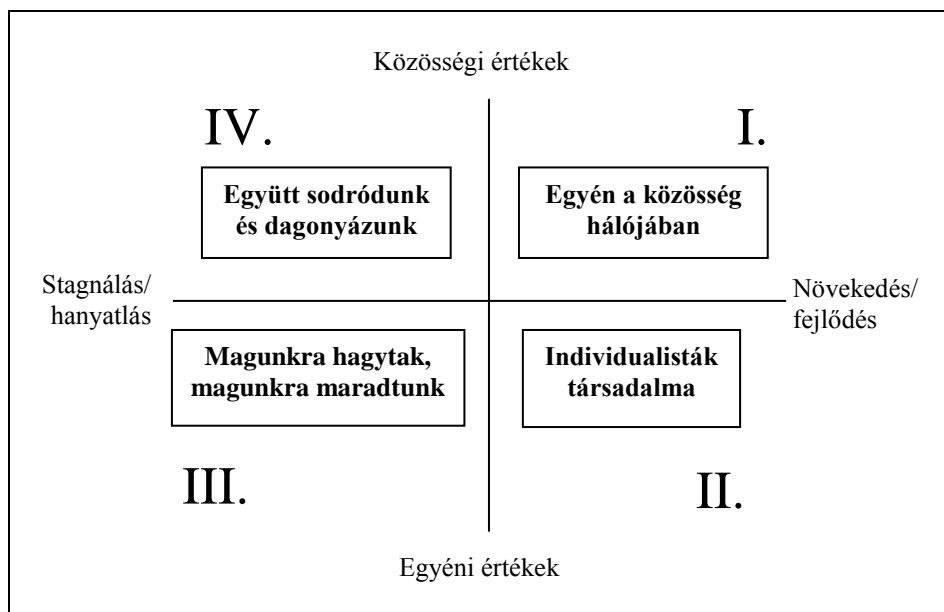 Közösségi értékek
IV.
I.
Együtt sodródunk
és dagonyázunk
Egyén a közösség
hálójában
Stagnálás/
hanyatlás
Növekedés/
fejlődés
Magunkra hagytak,
magunkra maradtunk
Individualisták
társadalma
III.
II.
Egyéni értékek